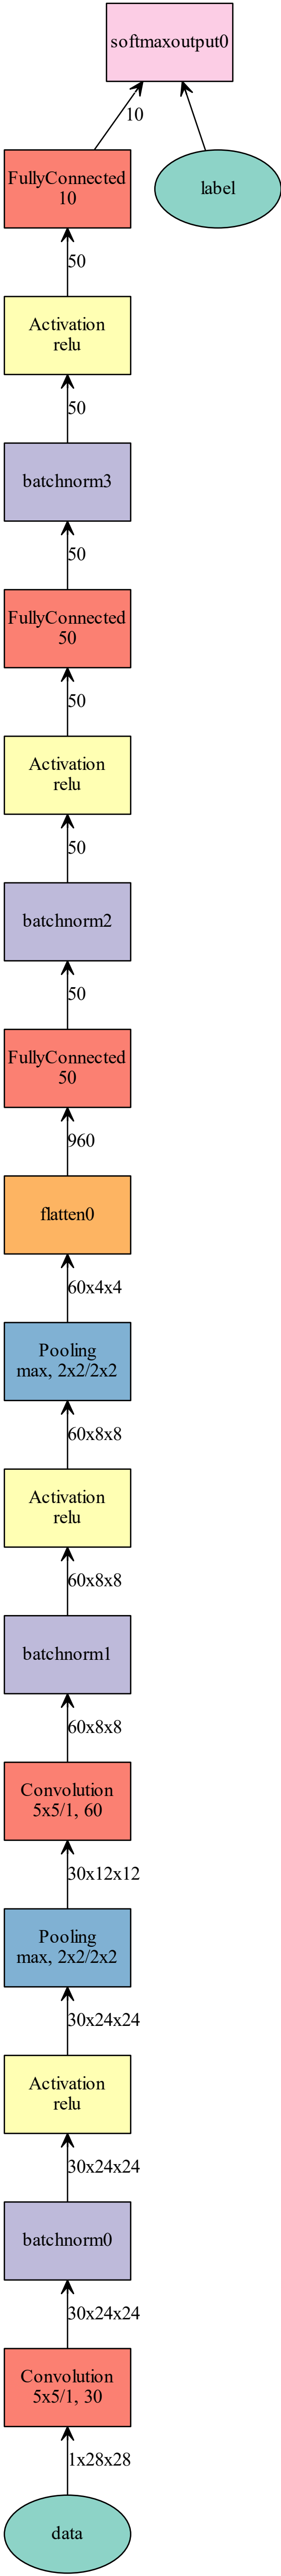 softmaxoutput0
10
FullyConnected
10
label
50
Activation
relu
50
batchnorm3
50
FullyConnected
50
50
Activation
relu
50
batchnorm2
50
FullyConnected
50
960
flatten0
60x4x4
Pooling
max, 2x2/2x2
60x8x8
Activation
relu
60x8x8
batchnorm1
60x8x8
Convolution
5x5/1, 60
30x12x12
Pooling
max, 2x2/2x2
30x24x24
Activation
relu
30x24x24
batchnorm0
30x24x24
Convolution
5x5/1, 30
1x28x28
data